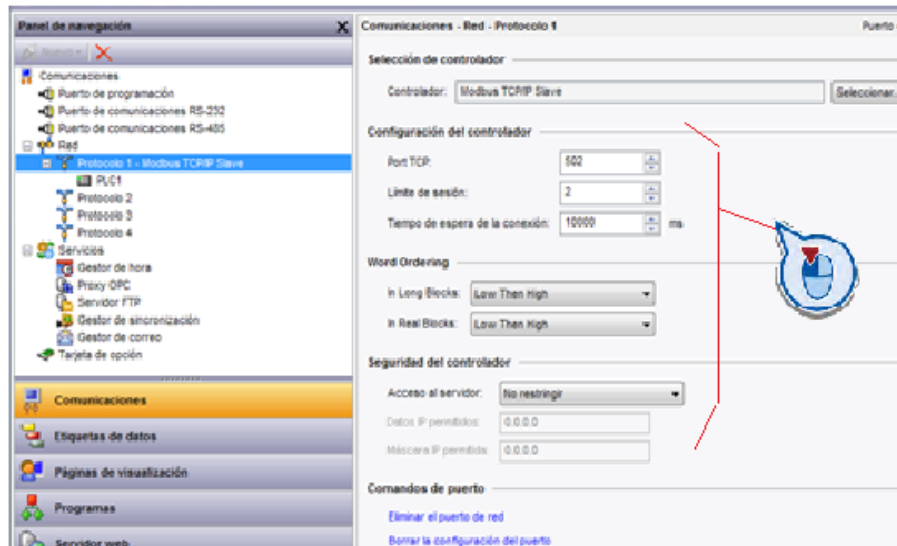 Panel de navegación
Nuevo
Comunicaciones
Puerto de programación
Puerto de comunicaciones RS-232
Puerto de comunicaciones RS-485
Red
Protocolo 1 - Modbus TCP/IP Slave
PLC1
Protocolo 2
Protocolo 3
Protocolo 4
Servicios
Gestor de hora
Proxy OPC
Servidor FTP
Gestor de sincronización
Gestor de correo
Tarjeta de opción
Comunicaciones
Etiquetas de datos
Páginas de visualización
Programas
Servidor web
Comunicaciones - Red - Protocolo 1 Puerto
Selección de controlador
Controlador: Modbus TCP/IP Slave Seleccionar.
Configuración del controlador
Port TCP: 502
Límite de sesión: 2
Tiempo de espera de la conexión: 10000 ms
Word Ordering
In Long Blocks: Low Then High
In Real Blocks: Low Then High
Seguridad del controlador
Acceso al servidor: No restringir
Datos IP permitidos: 0.0.0.0
Máscara IP permitida: 0.0.0.0
Comandos de puerto
Eliminar el puerto de red
Borrar la configuración del puerto